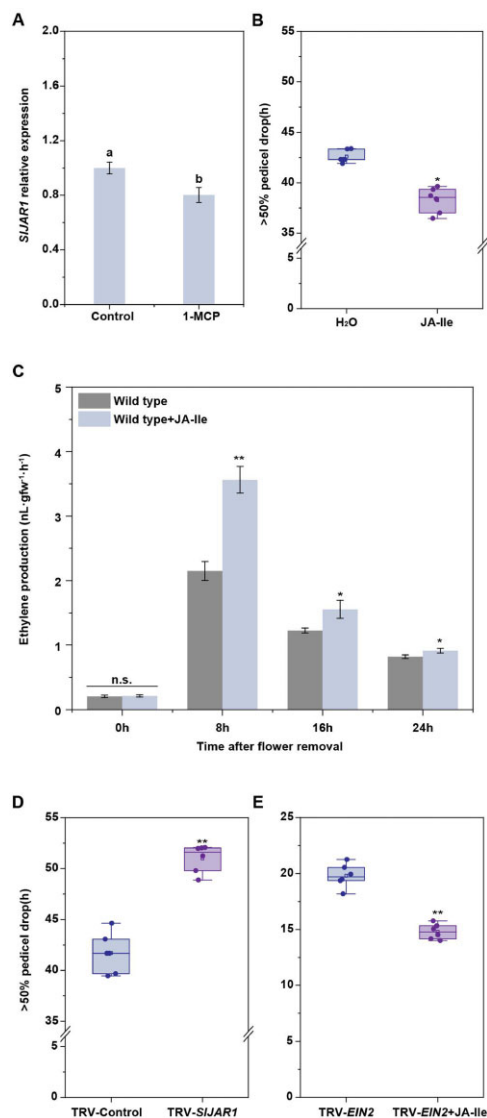 A
SlJAR1 relative expression
2.0
1.6
1.2
0.8
0.4
0.0
a
b
Control
1-MCP
B
>50% pedicel drop(h)
55
50
45
40
35
5
0
*
H₂O
JA-Ile
C
Ethylene production (nL·gfw⁻¹·h⁻¹)
5
4
3
2
1
0
Wild type
Wild type+JA-Ile
n.s.
**
*
*
0h
8h
16h
24h
Time after flower removal
D
>50% pedicel drop(h)
55
50
45
40
35
5
0
**
TRV-Control
TRV-SlJAR1
E
25
20
15
10
5
0
**
TRV-EIN2
TRV-EIN2+JA-Ile